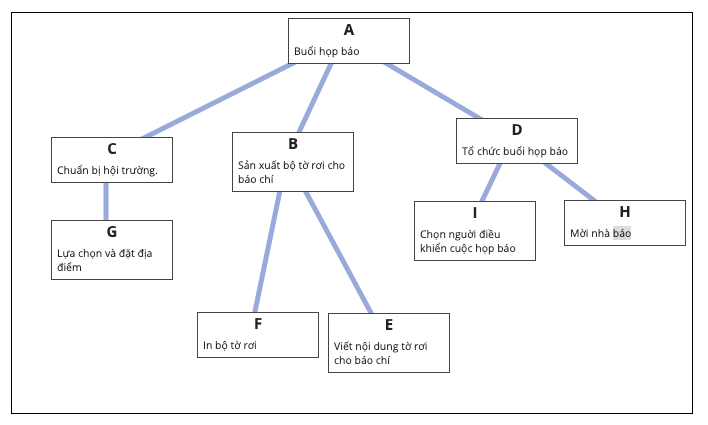 A
Buổi họp báo
C
Chuẩn bị hội trường.
B
Sản xuất bộ tờ rơi cho
báo chí
D
Tổ chức buổi họp báo
G
Lựa chọn và đặt địa
điểm
I
Chọn người điều
khiển cuộc họp báo
H
Mời nhà báo
F
In bộ tờ rơi
E
Viết nội dung tờ rơi
cho báo chí